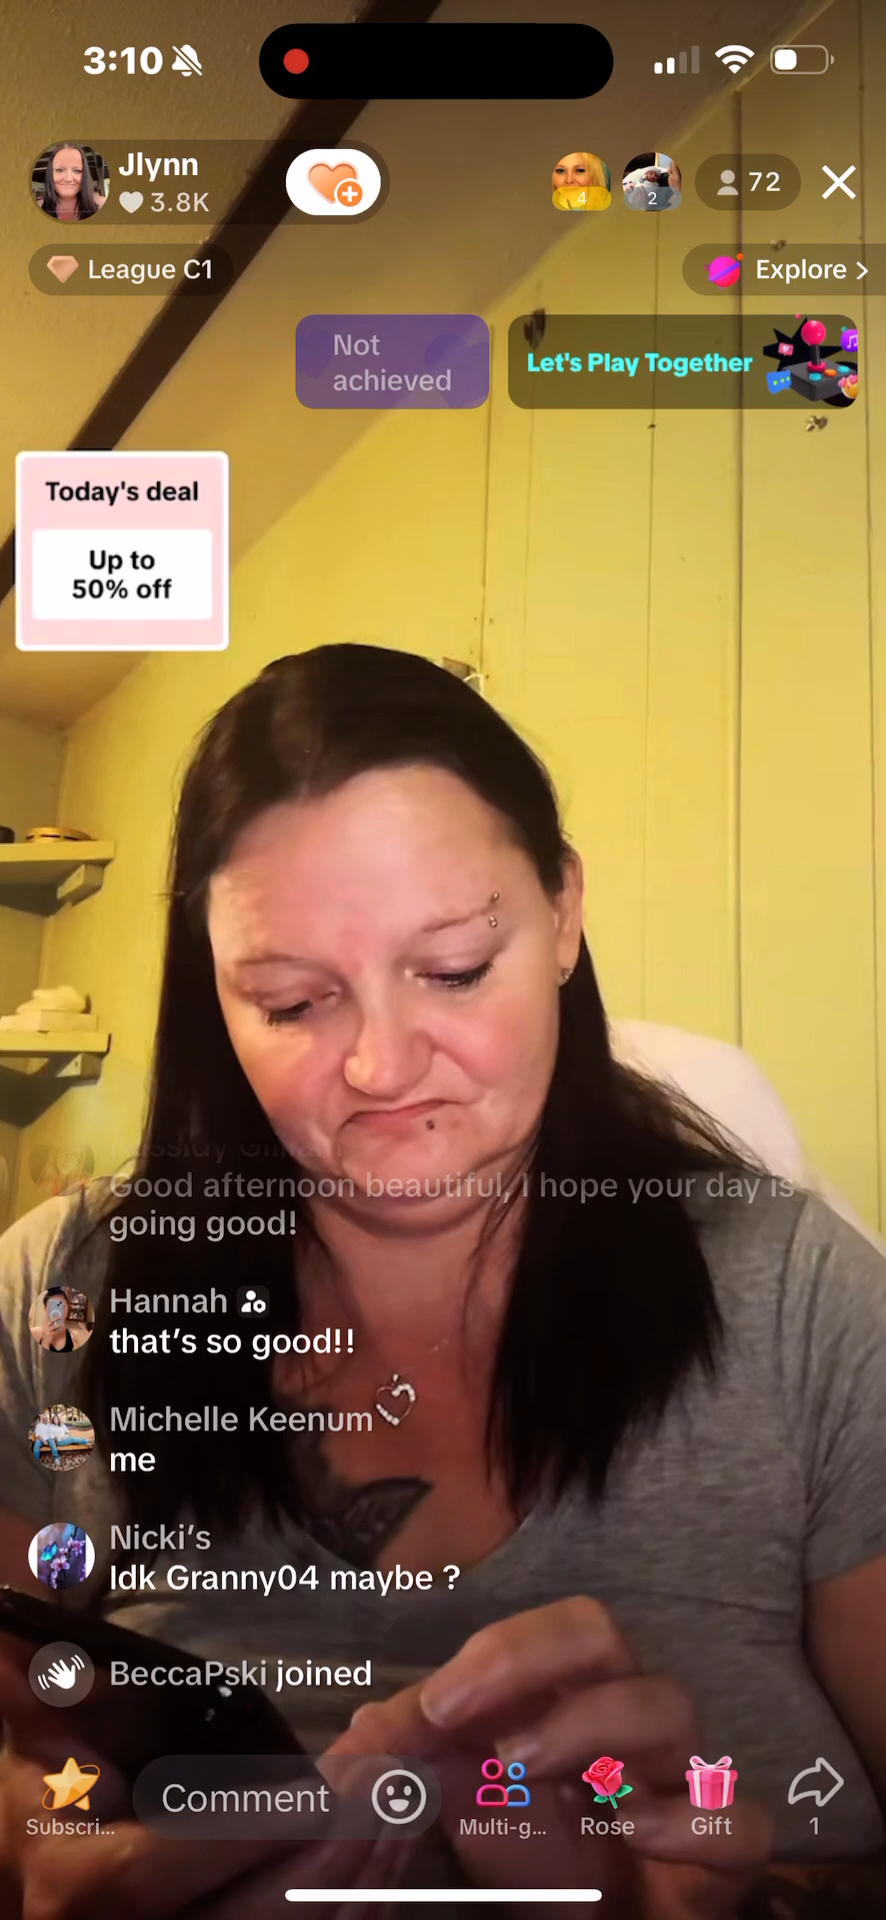 3:10
Jlynn
3.8K
4
2
72
League C1
Explore >
Not
achieved
Let's Play Together
Today's deal
Up to
50% off
Good afternoon beautiful, I hope your day is
going good!
Hannah
that's so good!!
Michelle Keenum
me
Nicki's
Idk Granny04 maybe ?
BeccaPski joined
Comment
Subscri...
Multi-g...
Rose
Gift
1